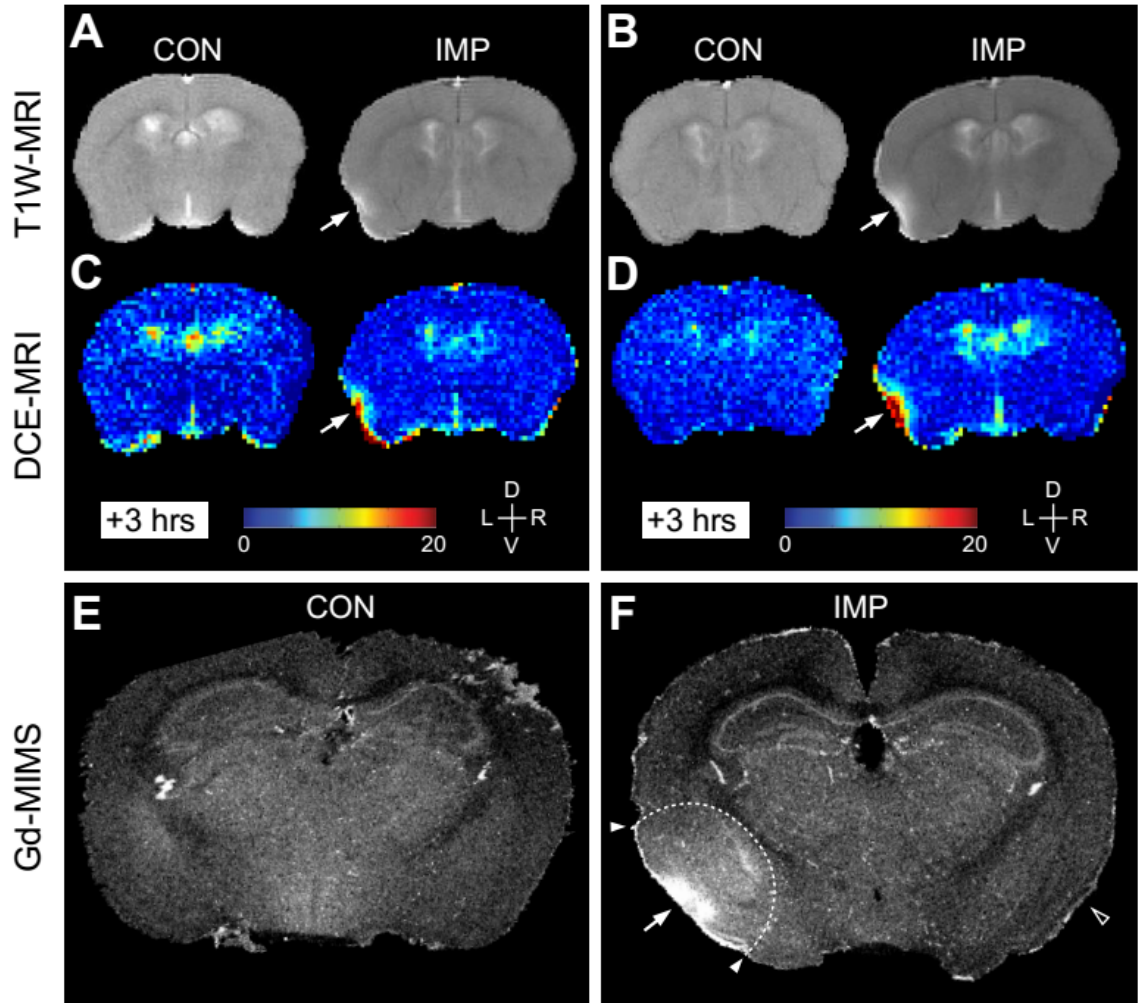 T1W-MRI
A
CON
IMP
B
CON
IMP
DCE-MRI
C
D
+3 hrs
0
20
D
L
R
V
+3 hrs
0
20
D
L
R
V
Gd-MIMS
E
CON
F
IMP